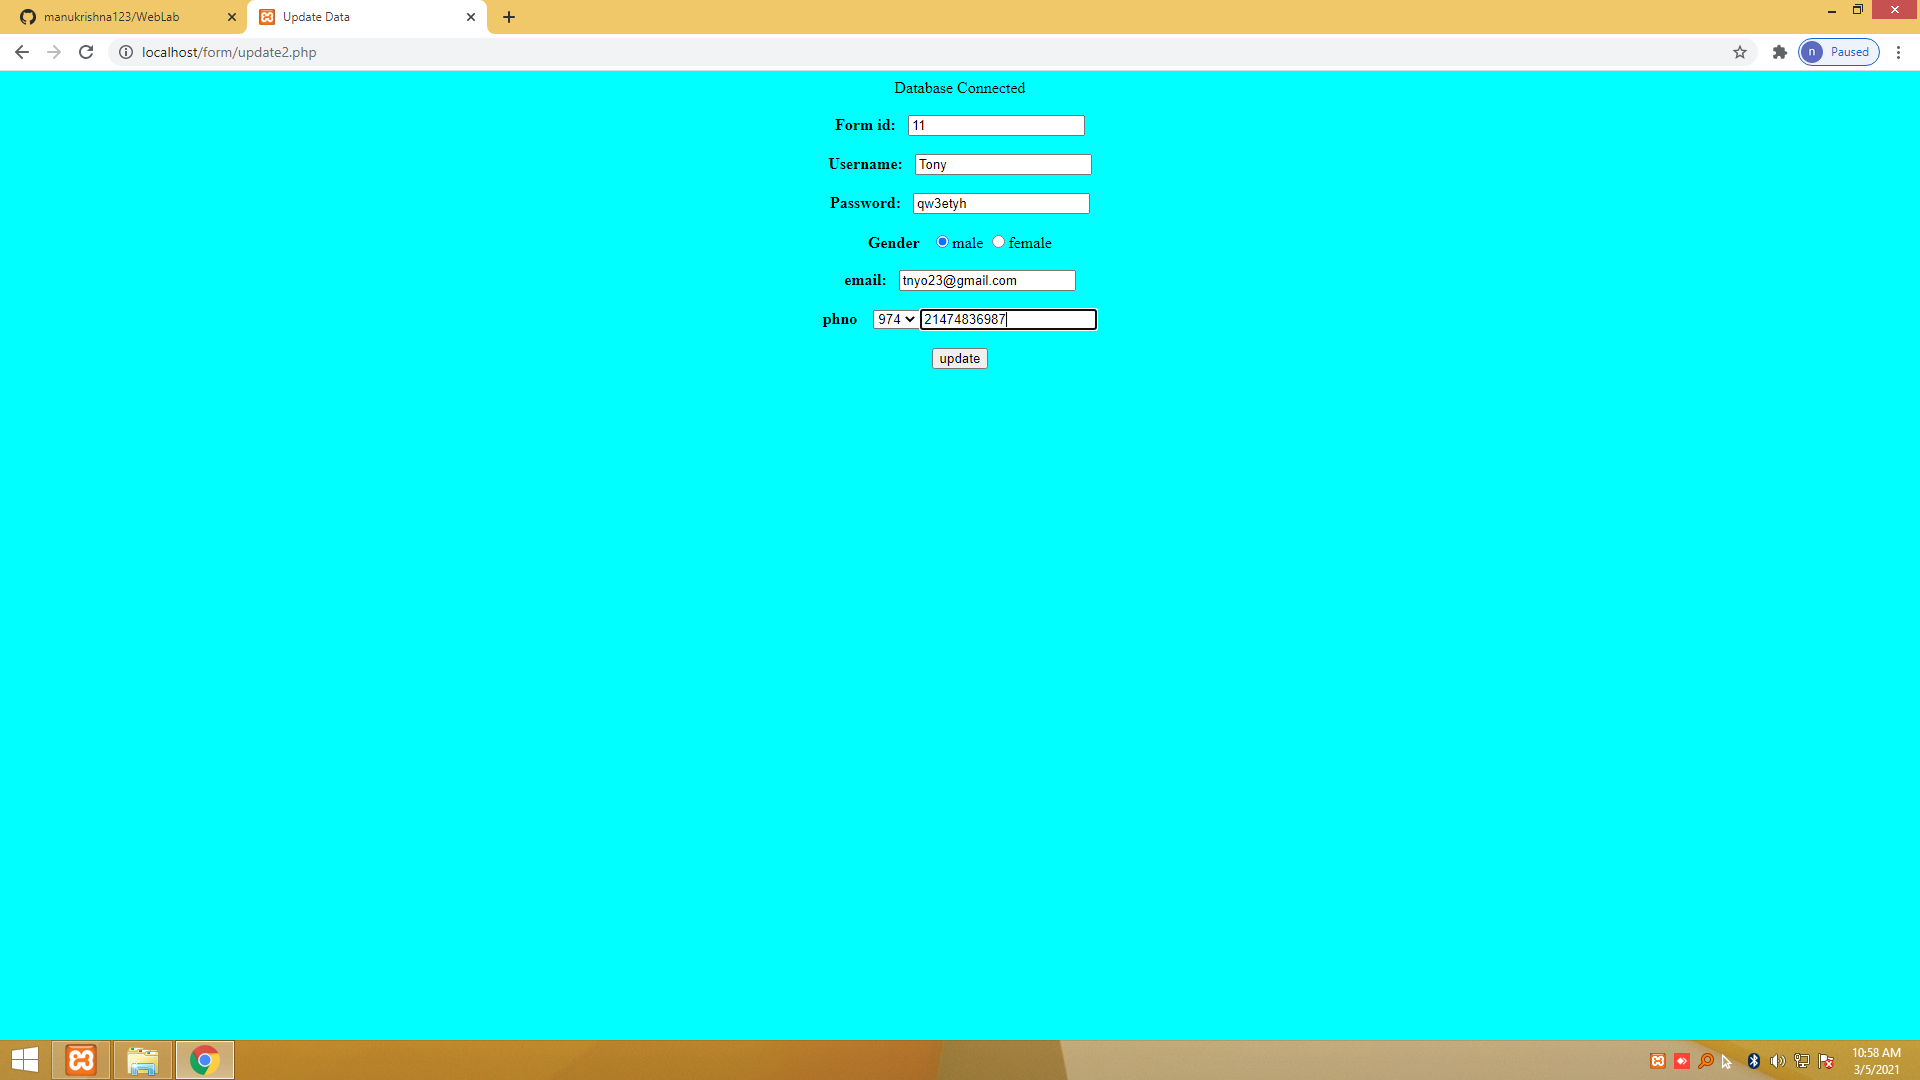 manukrishna123/WebLab
Update Data
localhost/form/update2.php
n Paused
Database Connected
Form id: 11
Username: Tony
Password: qw3etyh
Gender male female
email: tnyo23@gmail.com
phno 974 21474836987
update
10:58 AM
3/5/2021